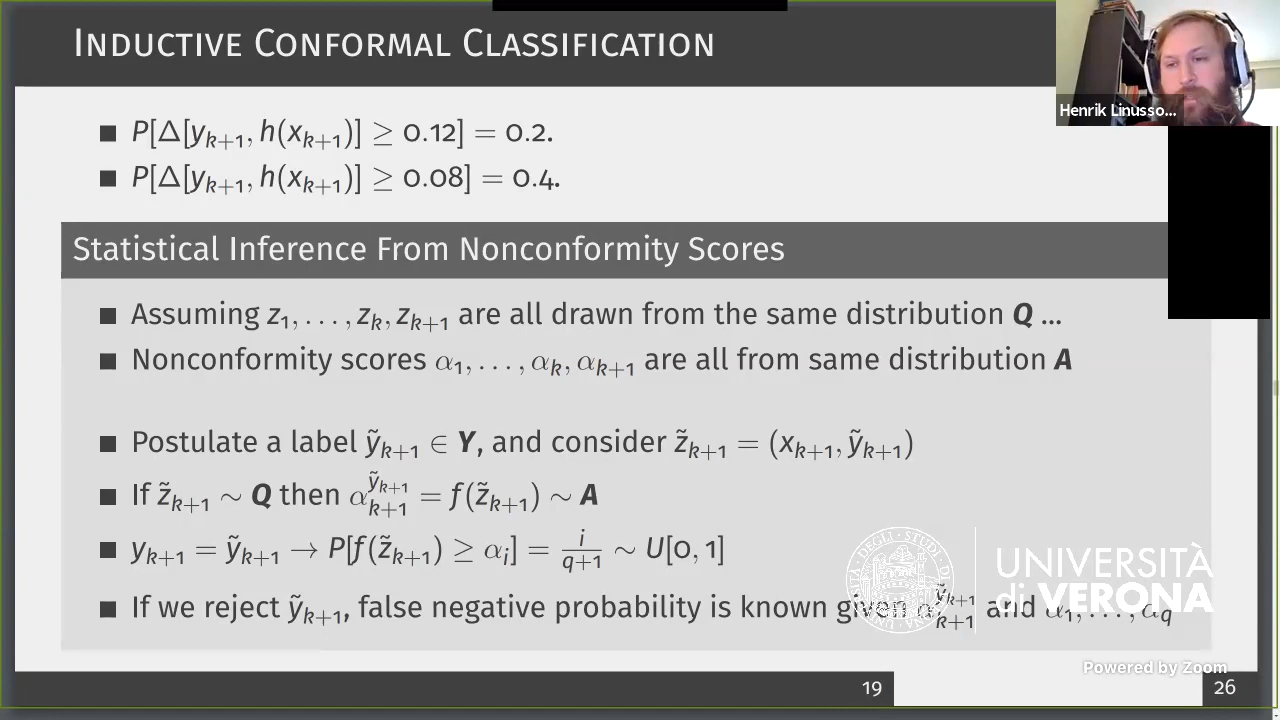 INDUCTIVE CONFORMAL CLASSIFICATION
Henrik Linusso...
■ P[Δ[yₖ₊₁, h(xₖ₊₁)] ≥ 0.12] = 0.2.
■ P[Δ[yₖ₊₁, h(xₖ₊₁)] ≥ 0.08] = 0.4.
Statistical Inference From Nonconformity Scores
■ Assuming z₁, . . . , zₖ, zₖ₊₁ are all drawn from the same distribution Q ...
■ Nonconformity scores α₁, . . . , αₖ, αₖ₊₁ are all from same distribution A
■ Postulate a label ỹₖ₊₁ ∈ Y, and consider z̃ₖ₊₁ = (xₖ₊₁, ỹₖ₊₁)
■ If z̃ₖ₊₁ ∼ Q then αₖ₊₁^ỹₖ₊₁ = f(z̃ₖ₊₁) ∼ A
■ yₖ₊₁ = ỹₖ₊₁ → P[f(z̃ₖ₊₁) ≥ αᵢ] = i/(q+1) ∼ U[0, 1]
■ If we reject ỹₖ₊₁, false negative probability is known given αₖ₊₁^ỹₖ₊₁ and α₁, . . . , α_q
UNIVERSITÀ
di VERONA
Powered by Zoom
19
26